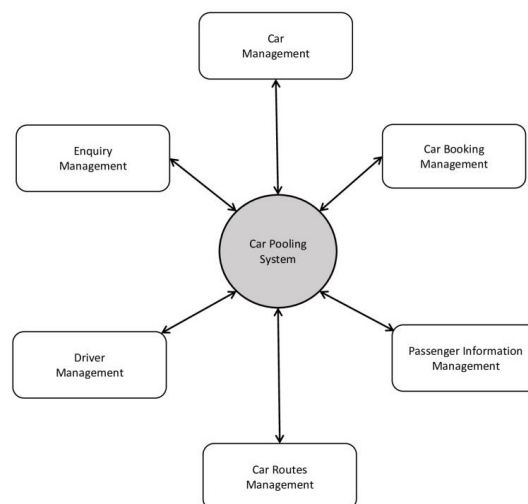 Car
Management
Enquiry
Management
Car Booking
Management
Car Pooling
System
Driver
Management
Passenger Information
Management
Car Routes
Management